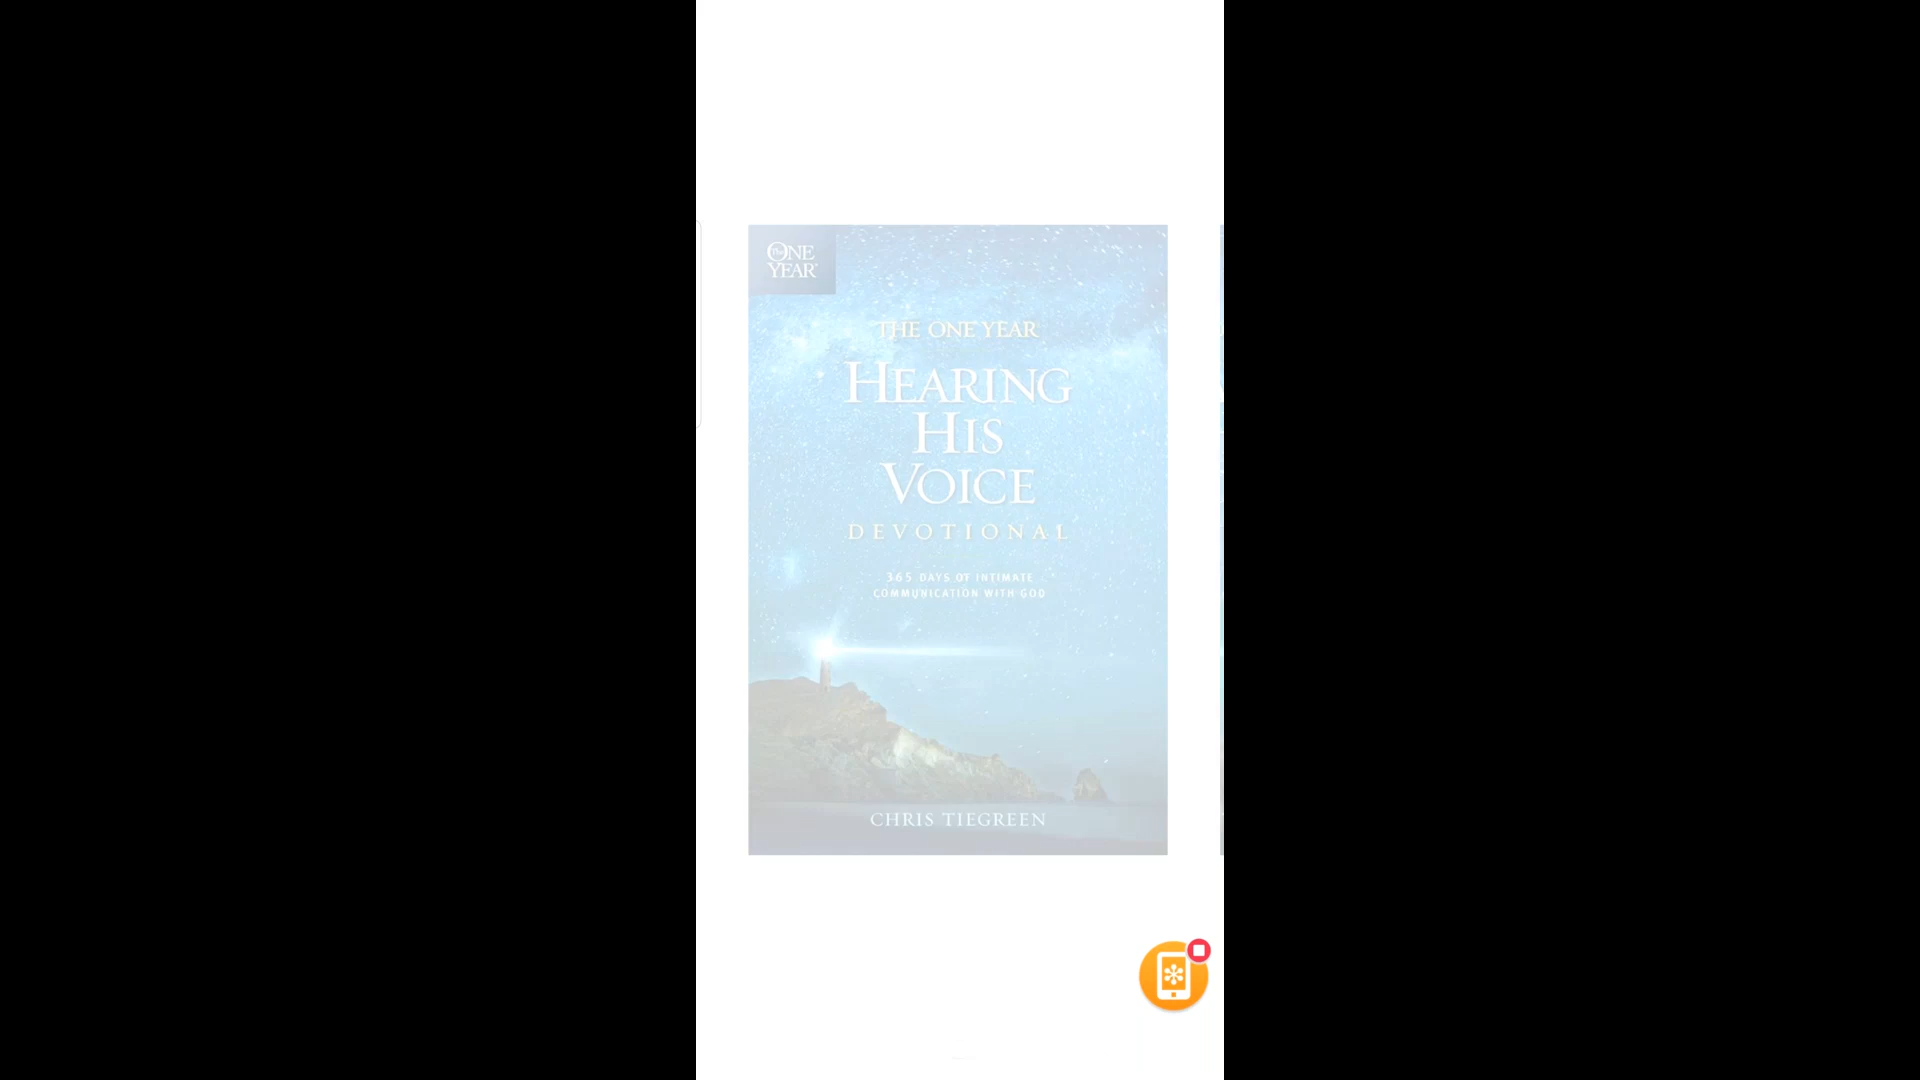 The ONE
YEAR®
THE ONE YEAR
HEARING
HIS
VOICE
DEVOTIONAL
365 DAYS OF INTIMATE
COMMUNICATION WITH GOD
CHRIS TIEGREEN